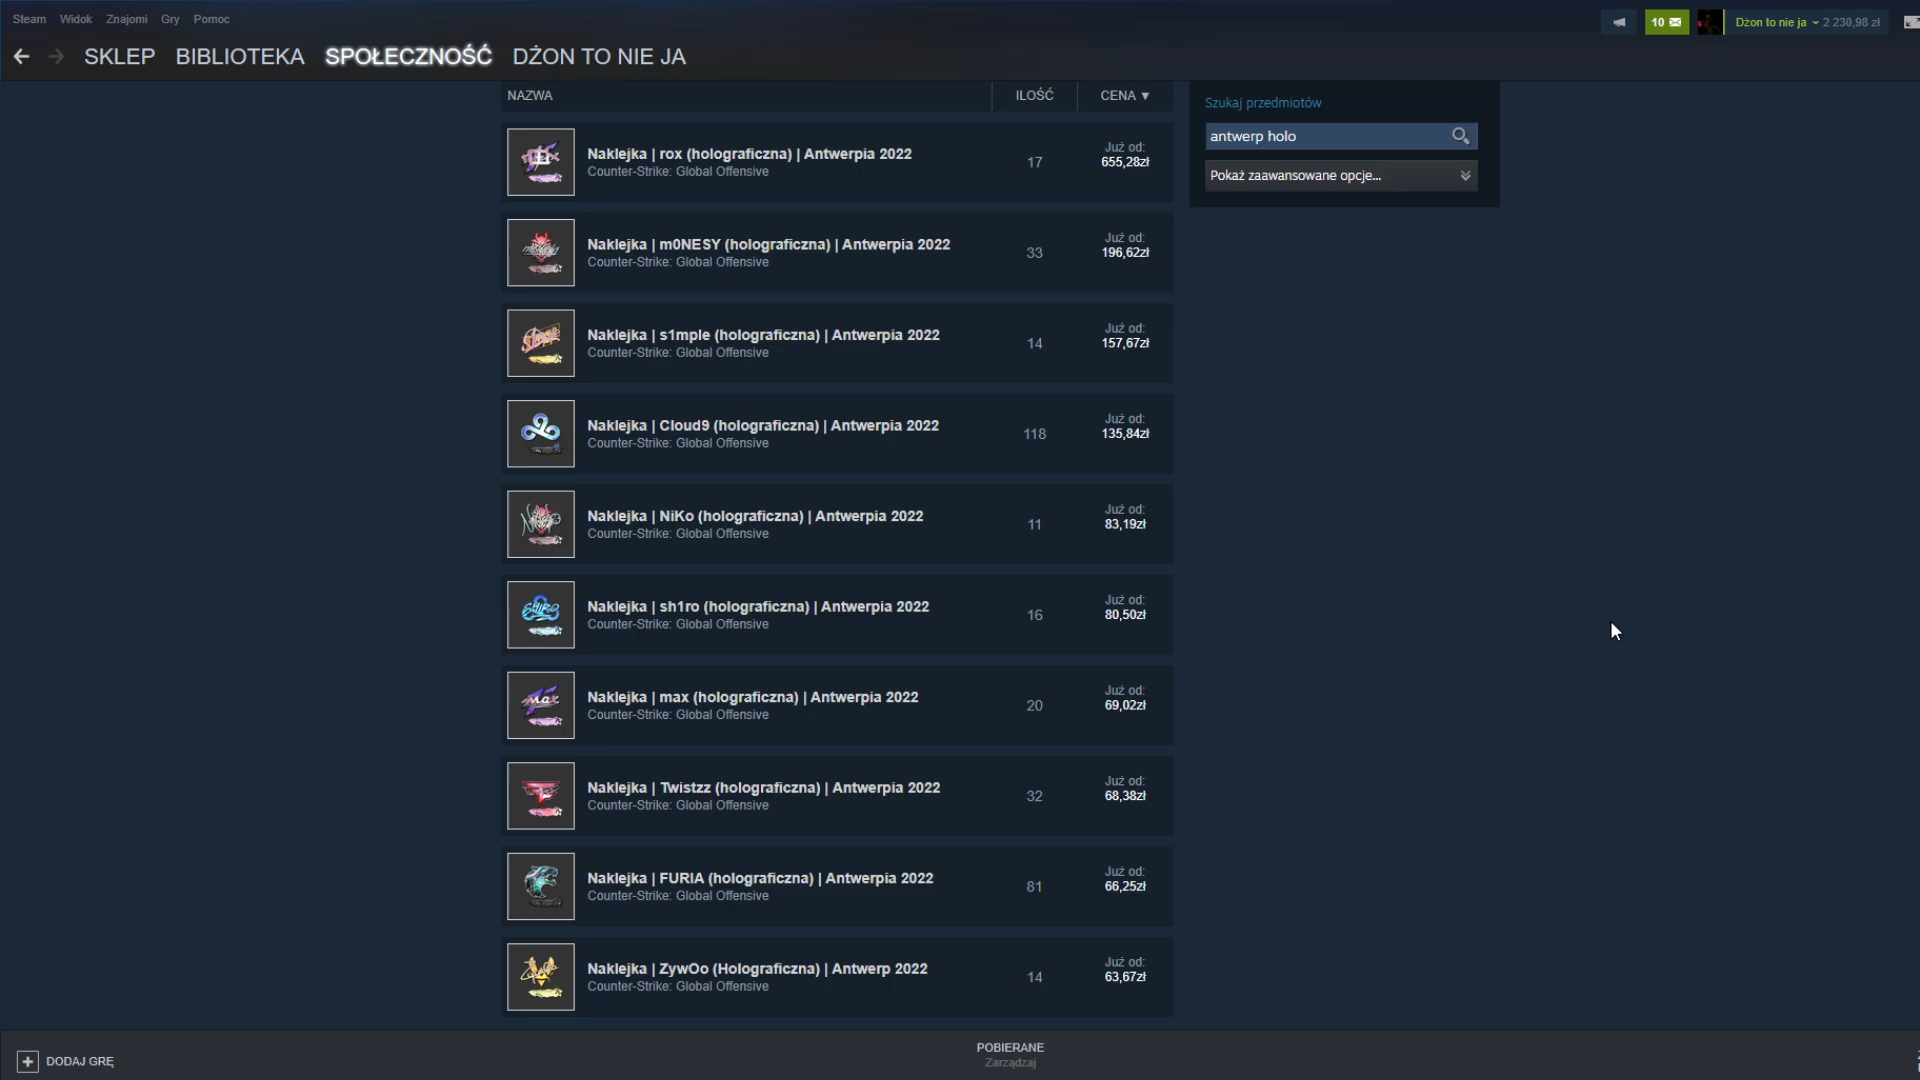 Steam Widok Znajomi Gry Pomoc
10 Dżon to nie ja 2 230,98 zł
SKLEP BIBLIOTEKA SPOŁECZNOŚĆ DŻON TO NIE JA
NAZWA ILOŚĆ CENA ▼
Naklejka | rox (holograficzna) | Antwerpia 2022
Counter-Strike: Global Offensive
17
Już od:
655,28zł
Naklejka | m0NESY (holograficzna) | Antwerpia 2022
Counter-Strike: Global Offensive
33
Już od:
196,62zł
Naklejka | s1mple (holograficzna) | Antwerpia 2022
Counter-Strike: Global Offensive
14
Już od:
157,67zł
Naklejka | Cloud9 (holograficzna) | Antwerpia 2022
Counter-Strike: Global Offensive
118
Już od:
135,84zł
Naklejka | NiKo (holograficzna) | Antwerpia 2022
Counter-Strike: Global Offensive
11
Już od:
83,19zł
Naklejka | sh1ro (holograficzna) | Antwerpia 2022
Counter-Strike: Global Offensive
16
Już od:
80,50zł
Naklejka | max (holograficzna) | Antwerpia 2022
Counter-Strike: Global Offensive
20
Już od:
69,02zł
Naklejka | Twistzz (holograficzna) | Antwerpia 2022
Counter-Strike: Global Offensive
32
Już od:
68,38zł
Naklejka | FURIA (holograficzna) | Antwerpia 2022
Counter-Strike: Global Offensive
81
Już od:
66,25zł
Naklejka | ZywOo (Holograficzna) | Antwerp 2022
Counter-Strike: Global Offensive
14
Już od:
63,67zł
Szukaj przedmiotów
antwerp holo
Pokaż zaawansowane opcje...
DODAJ GRĘ
POBIERANE
Zarządzaj